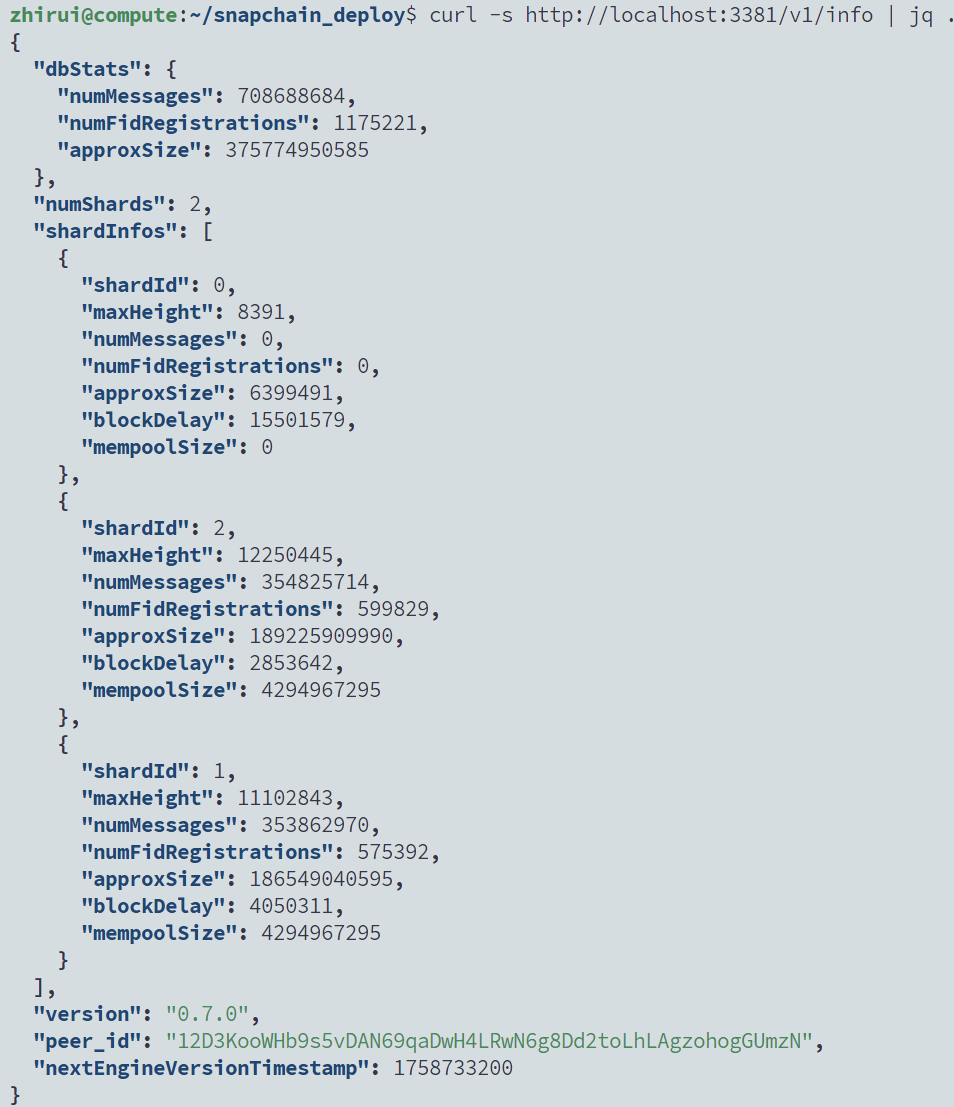 zhirui@compute:~/snapchain_deploy$ curl -s http://localhost:3381/v1/info | jq .
{
  "dbStats": {
    "numMessages": 708688684,
    "numFidRegistrations": 1175221,
    "approxSize": 375774950585
  },
  "numShards": 2,
  "shardInfos": [
    {
      "shardId": 0,
      "maxHeight": 8391,
      "numMessages": 0,
      "numFidRegistrations": 0,
      "approxSize": 6399491,
      "blockDelay": 15501579,
      "mempoolSize": 0
    },
    {
      "shardId": 2,
      "maxHeight": 12250445,
      "numMessages": 354825714,
      "numFidRegistrations": 599829,
      "approxSize": 189225909990,
      "blockDelay": 2853642,
      "mempoolSize": 4294967295
    },
    {
      "shardId": 1,
      "maxHeight": 11102843,
      "numMessages": 353862970,
      "numFidRegistrations": 575392,
      "approxSize": 186549040595,
      "blockDelay": 4050311,
      "mempoolSize": 4294967295
    }
  ],
  "version": "0.7.0",
  "peer_id": "12D3KooWHb9s5vDAN69qaDwH4LRwN6g8Dd2toLhLAgzohogGUmzN",
  "nextEngineVersionTimestamp": 1758733200
}